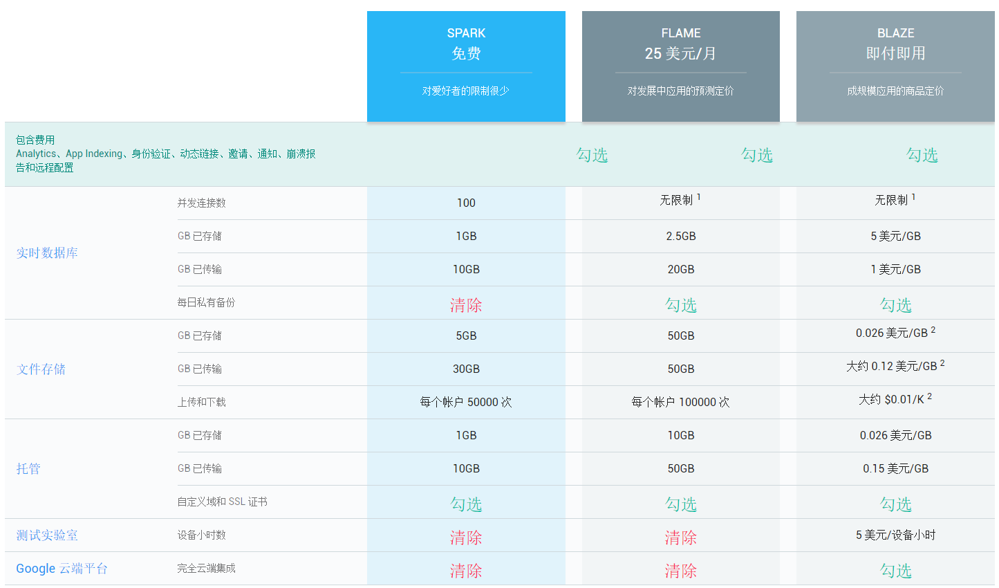 SPARK
免费
对爱好者的限制很少
FLAME
25 美元/月
对发展中应用的预测定价
BLAZE
即付即用
成规模应用的商品定价
包含费用
Analytics、App Indexing、身份验证、动态链接、邀请、通知、崩溃报
告和远程配置
勾选 勾选 勾选
实时数据库
并发连接数 100 无限制 1 无限制 1
GB 已存储 1GB 2.5GB 5 美元/GB
GB 已传输 10GB 20GB 1 美元/GB
每日私有备份 清除 勾选 勾选
文件存储
GB 已存储 5GB 50GB 0.026 美元/GB 2
GB 已传输 30GB 50GB 大约 0.12 美元/GB 2
上传和下载 每个帐户 50000 次 每个帐户 100000 次 大约 $0.01/K 2
托管
GB 已存储 1GB 10GB 0.026 美元/GB
GB 已传输 10GB 50GB 0.15 美元/GB
自定义域和 SSL 证书 勾选 勾选 勾选
测试实验室 设备小时数 清除 清除 5 美元/设备小时
Google 云端平台 完全云端集成 清除 清除 勾选